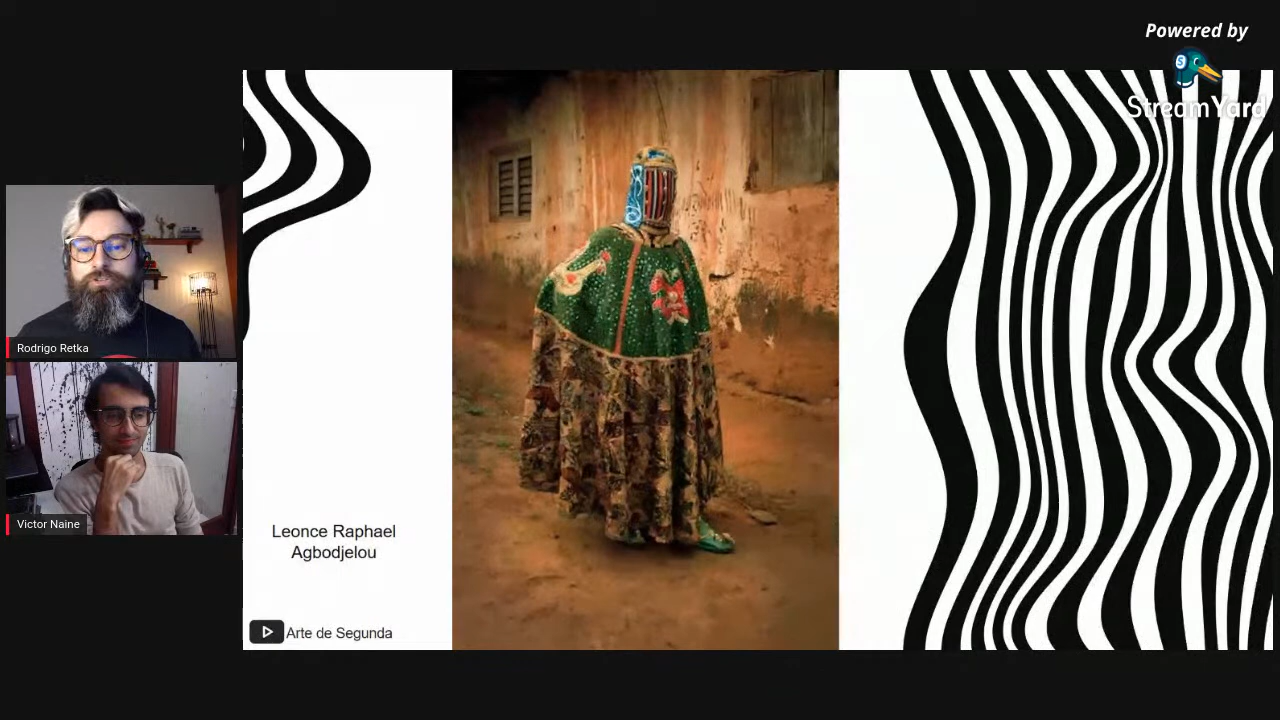 Powered by
StreamYard
Rodrigo Retka
Victor Naine
Leonce Raphael
Agbodjelou
Arte de Segunda